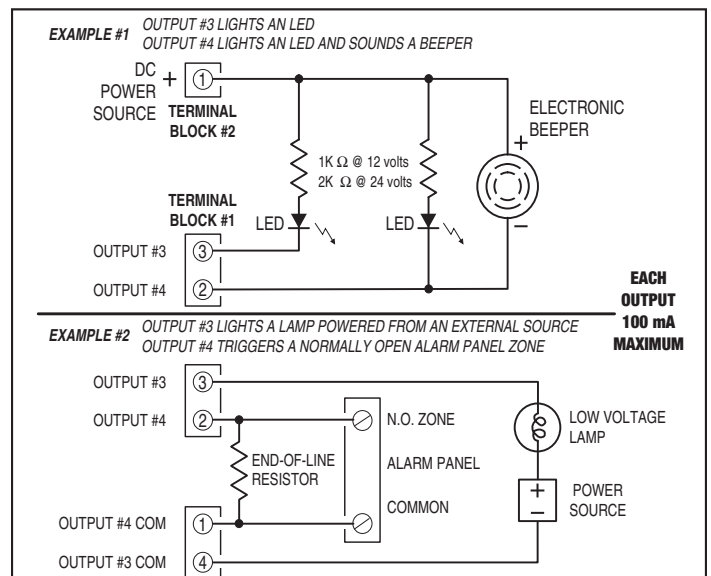 EXAMPLE #1 OUTPUT #3 LIGHTS AN LED
OUTPUT #4 LIGHTS AN LED AND SOUNDS A BEEPER
DC
POWER
SOURCE
+
1
TERMINAL
BLOCK #2
ELECTRONIC
BEEPER
+
−
1K Ω @ 12 volts
2K Ω @ 24 volts
TERMINAL
BLOCK #1
LED
LED
OUTPUT #3
3
OUTPUT #4
2
EACH
OUTPUT
100 mA
MAXIMUM
EXAMPLE #2 OUTPUT #3 LIGHTS A LAMP POWERED FROM AN EXTERNAL SOURCE
OUTPUT #4 TRIGGERS A NORMALLY OPEN ALARM PANEL ZONE
OUTPUT #3
3
OUTPUT #4
2
N.O. ZONE
LOW VOLTAGE
LAMP
END-OF-LINE
RESISTOR
ALARM PANEL
COMMON
+
−
POWER
SOURCE
OUTPUT #4 COM
1
OUTPUT #3 COM
4